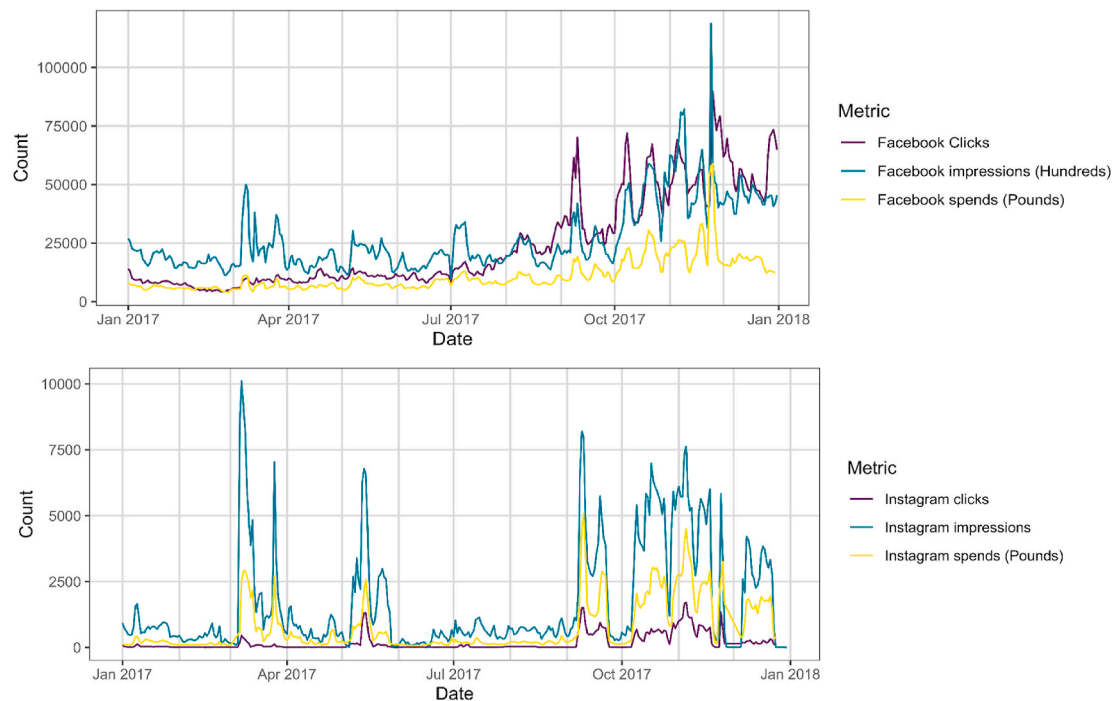 100000
75000
50000
25000
0
Count
Jan 2017 Apr 2017 Jul 2017 Oct 2017 Jan 2018
Date
Metric
Facebook Clicks
Facebook impressions (Hundreds)
Facebook spends (Pounds)
10000
7500
5000
2500
0
Count
Jan 2017 Apr 2017 Jul 2017 Oct 2017 Jan 2018
Date
Metric
Instagram clicks
Instagram impressions
Instagram spends (Pounds)